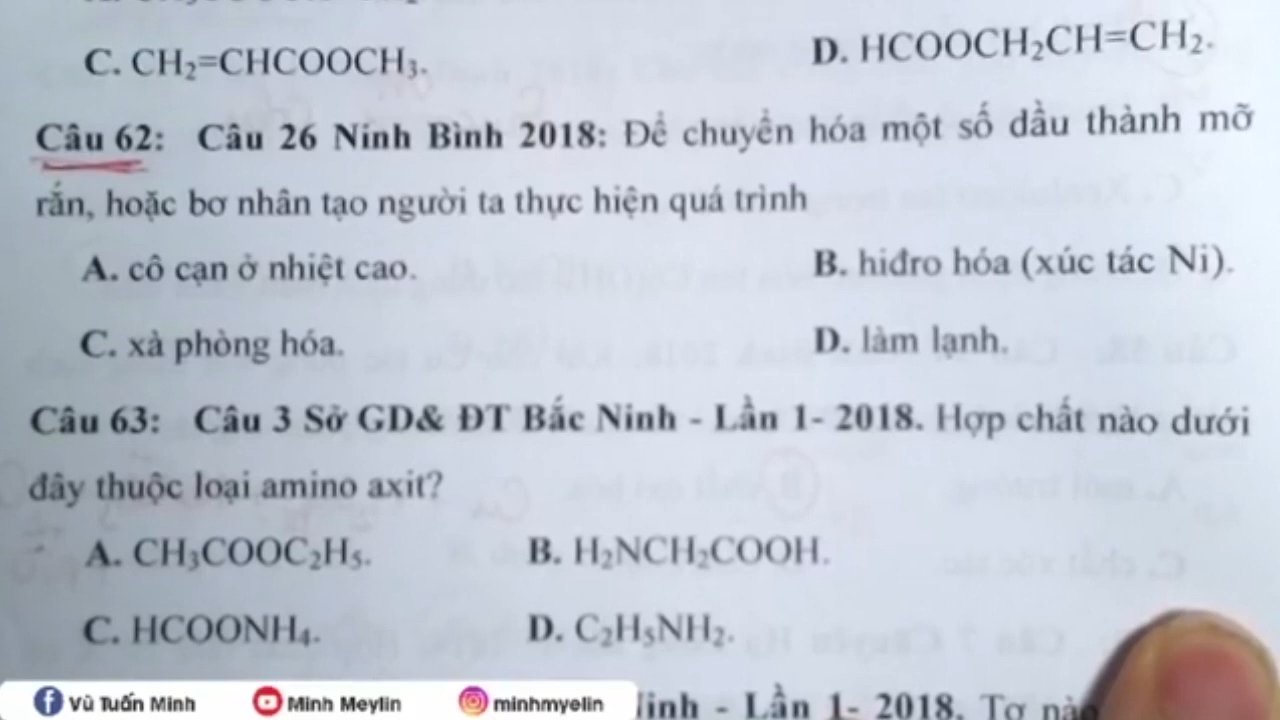 C. CH₂=CHCOOCH₃.
D. HCOOCH₂CH=CH₂.
Câu 62: Câu 26 Ninh Bình 2018: Để chuyển hóa một số dầu thành mỡ
rắn, hoặc bơ nhân tạo người ta thực hiện quá trình
A. cô cạn ở nhiệt cao.
B. hiđro hóa (xúc tác Ni).
C. xà phòng hóa.
D. làm lạnh.
Câu 63: Câu 3 Sở GD& ĐT Bắc Ninh - Lần 1- 2018. Hợp chất nào dưới
đây thuộc loại amino axit?
A. CH₃COOC₂H₅.
B. H₂NCH₂COOH.
C. HCOONH₄.
D. C₂H₅NH₂.
Vũ Tuấn Minh
Minh Meylin
minhmyelin
- Lần 1- 2018. Tơ nào